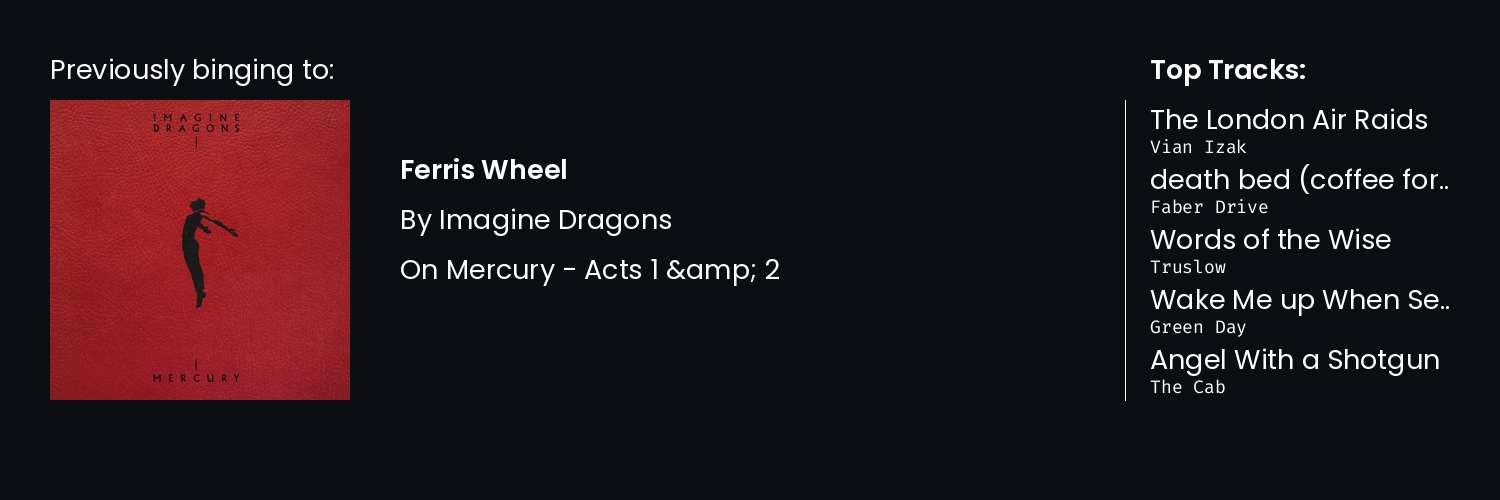 Previously binging to:
IMAGINE
DRAGONS
MERCURY
Ferris Wheel
By Imagine Dragons
On Mercury - Acts 1 &amp; 2
Top Tracks:
The London Air Raids
Vian Izak
death bed (coffee for..
Faber Drive
Words of the Wise
Truslow
Wake Me up When Se..
Green Day
Angel With a Shotgun
The Cab